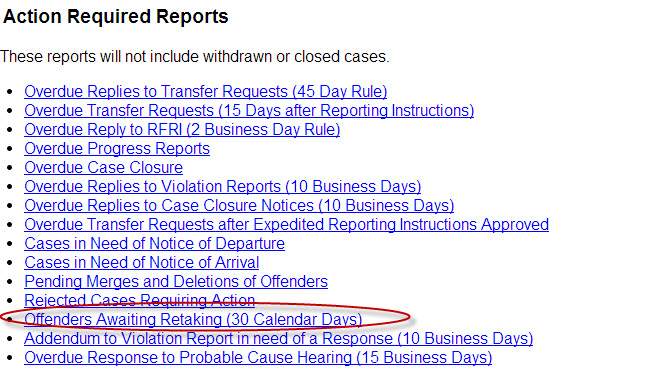 Action Required Reports
These reports will not include withdrawn or closed cases.
Overdue Replies to Transfer Requests (45 Day Rule)
Overdue Transfer Requests (15 Days after Reporting Instructions)
Overdue Reply to RFRI (2 Business Day Rule)
Overdue Progress Reports
Overdue Case Closure
Overdue Replies to Violation Reports (10 Business Days)
Overdue Replies to Case Closure Notices (10 Business Days)
Overdue Transfer Requests after Expedited Reporting Instructions Approved
Cases in Need of Notice of Departure
Cases in Need of Notice of Arrival
Pending Merges and Deletions of Offenders
Rejected Cases Requiring Action
Offenders Awaiting Retaking (30 Calendar Days)
Addendum to Violation Report in need of a Response (10 Business Days)
Overdue Response to Probable Cause Hearing (15 Business Days)